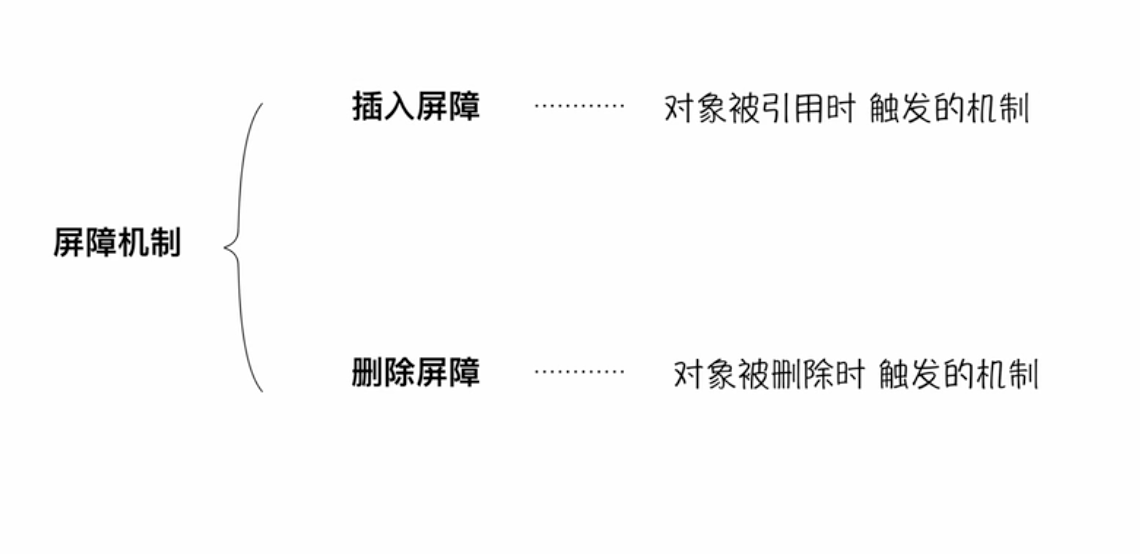 插入屏障 ………… 对象被引用时 触发的机制
屏障机制
删除屏障 ………… 对象被删除时 触发的机制